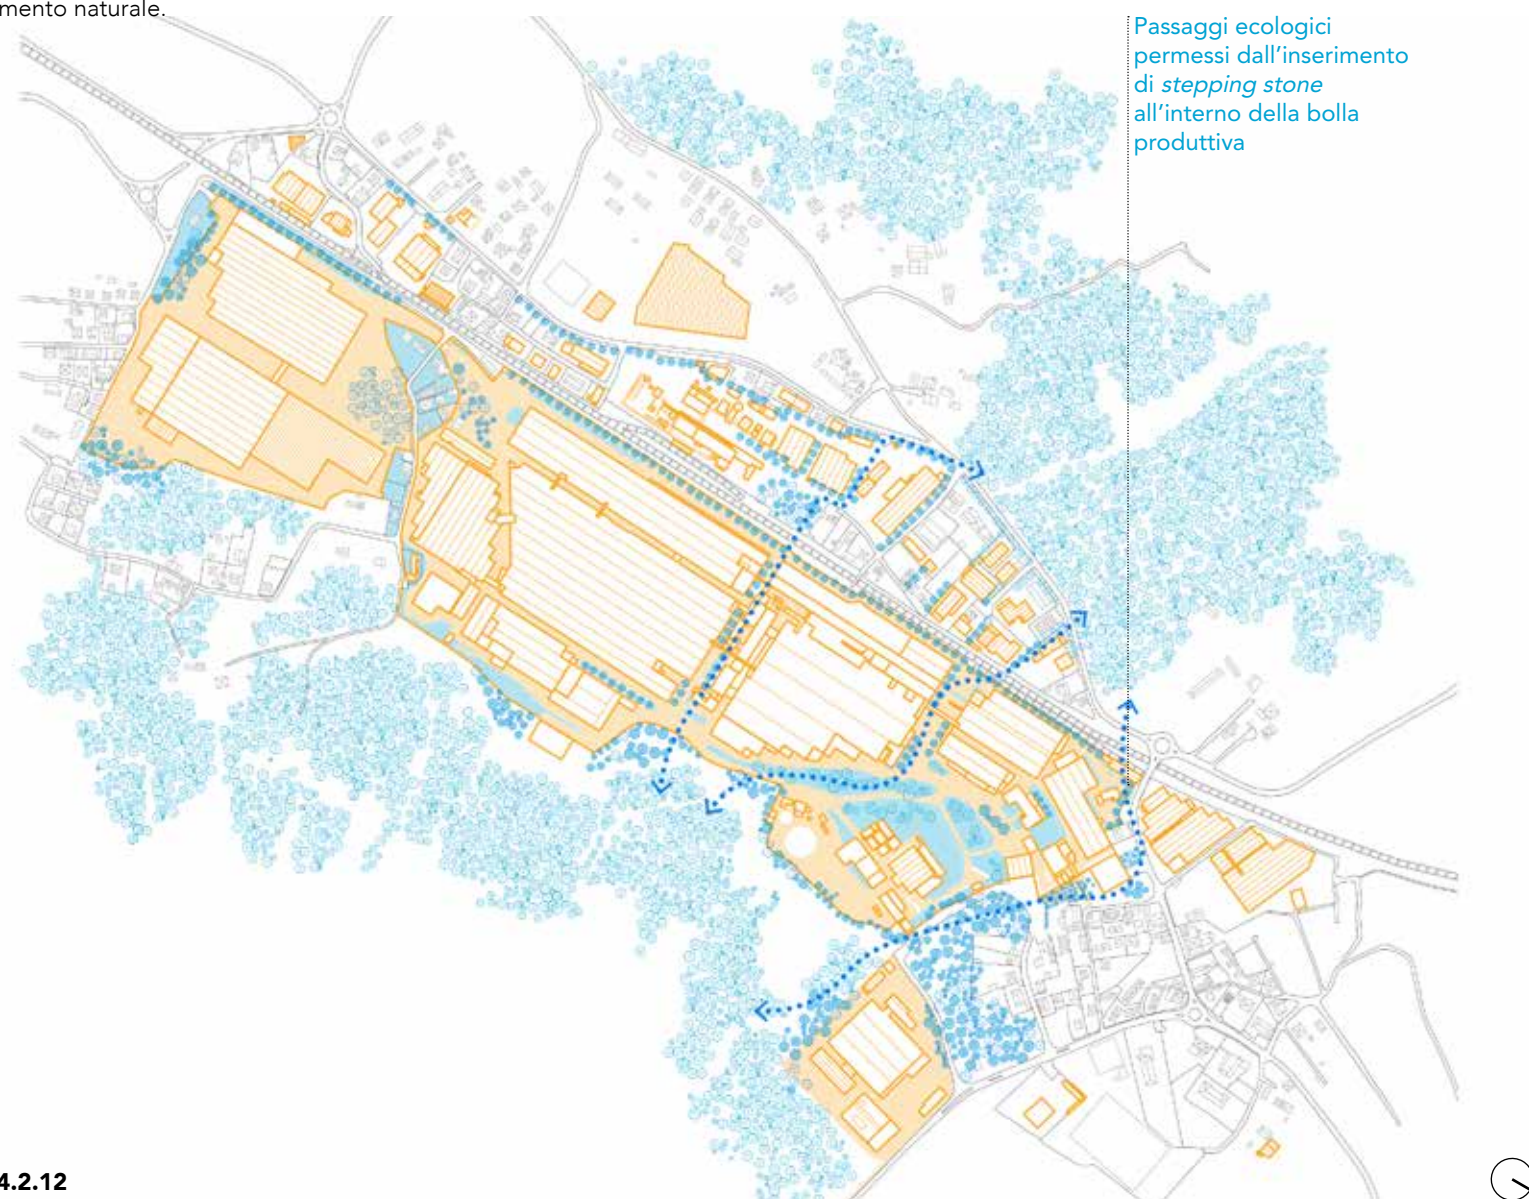 mento naturale.
Passaggi ecologici
permessi dall’inserimento
di stepping stone
all’interno della bolla
produttiva
4.2.12